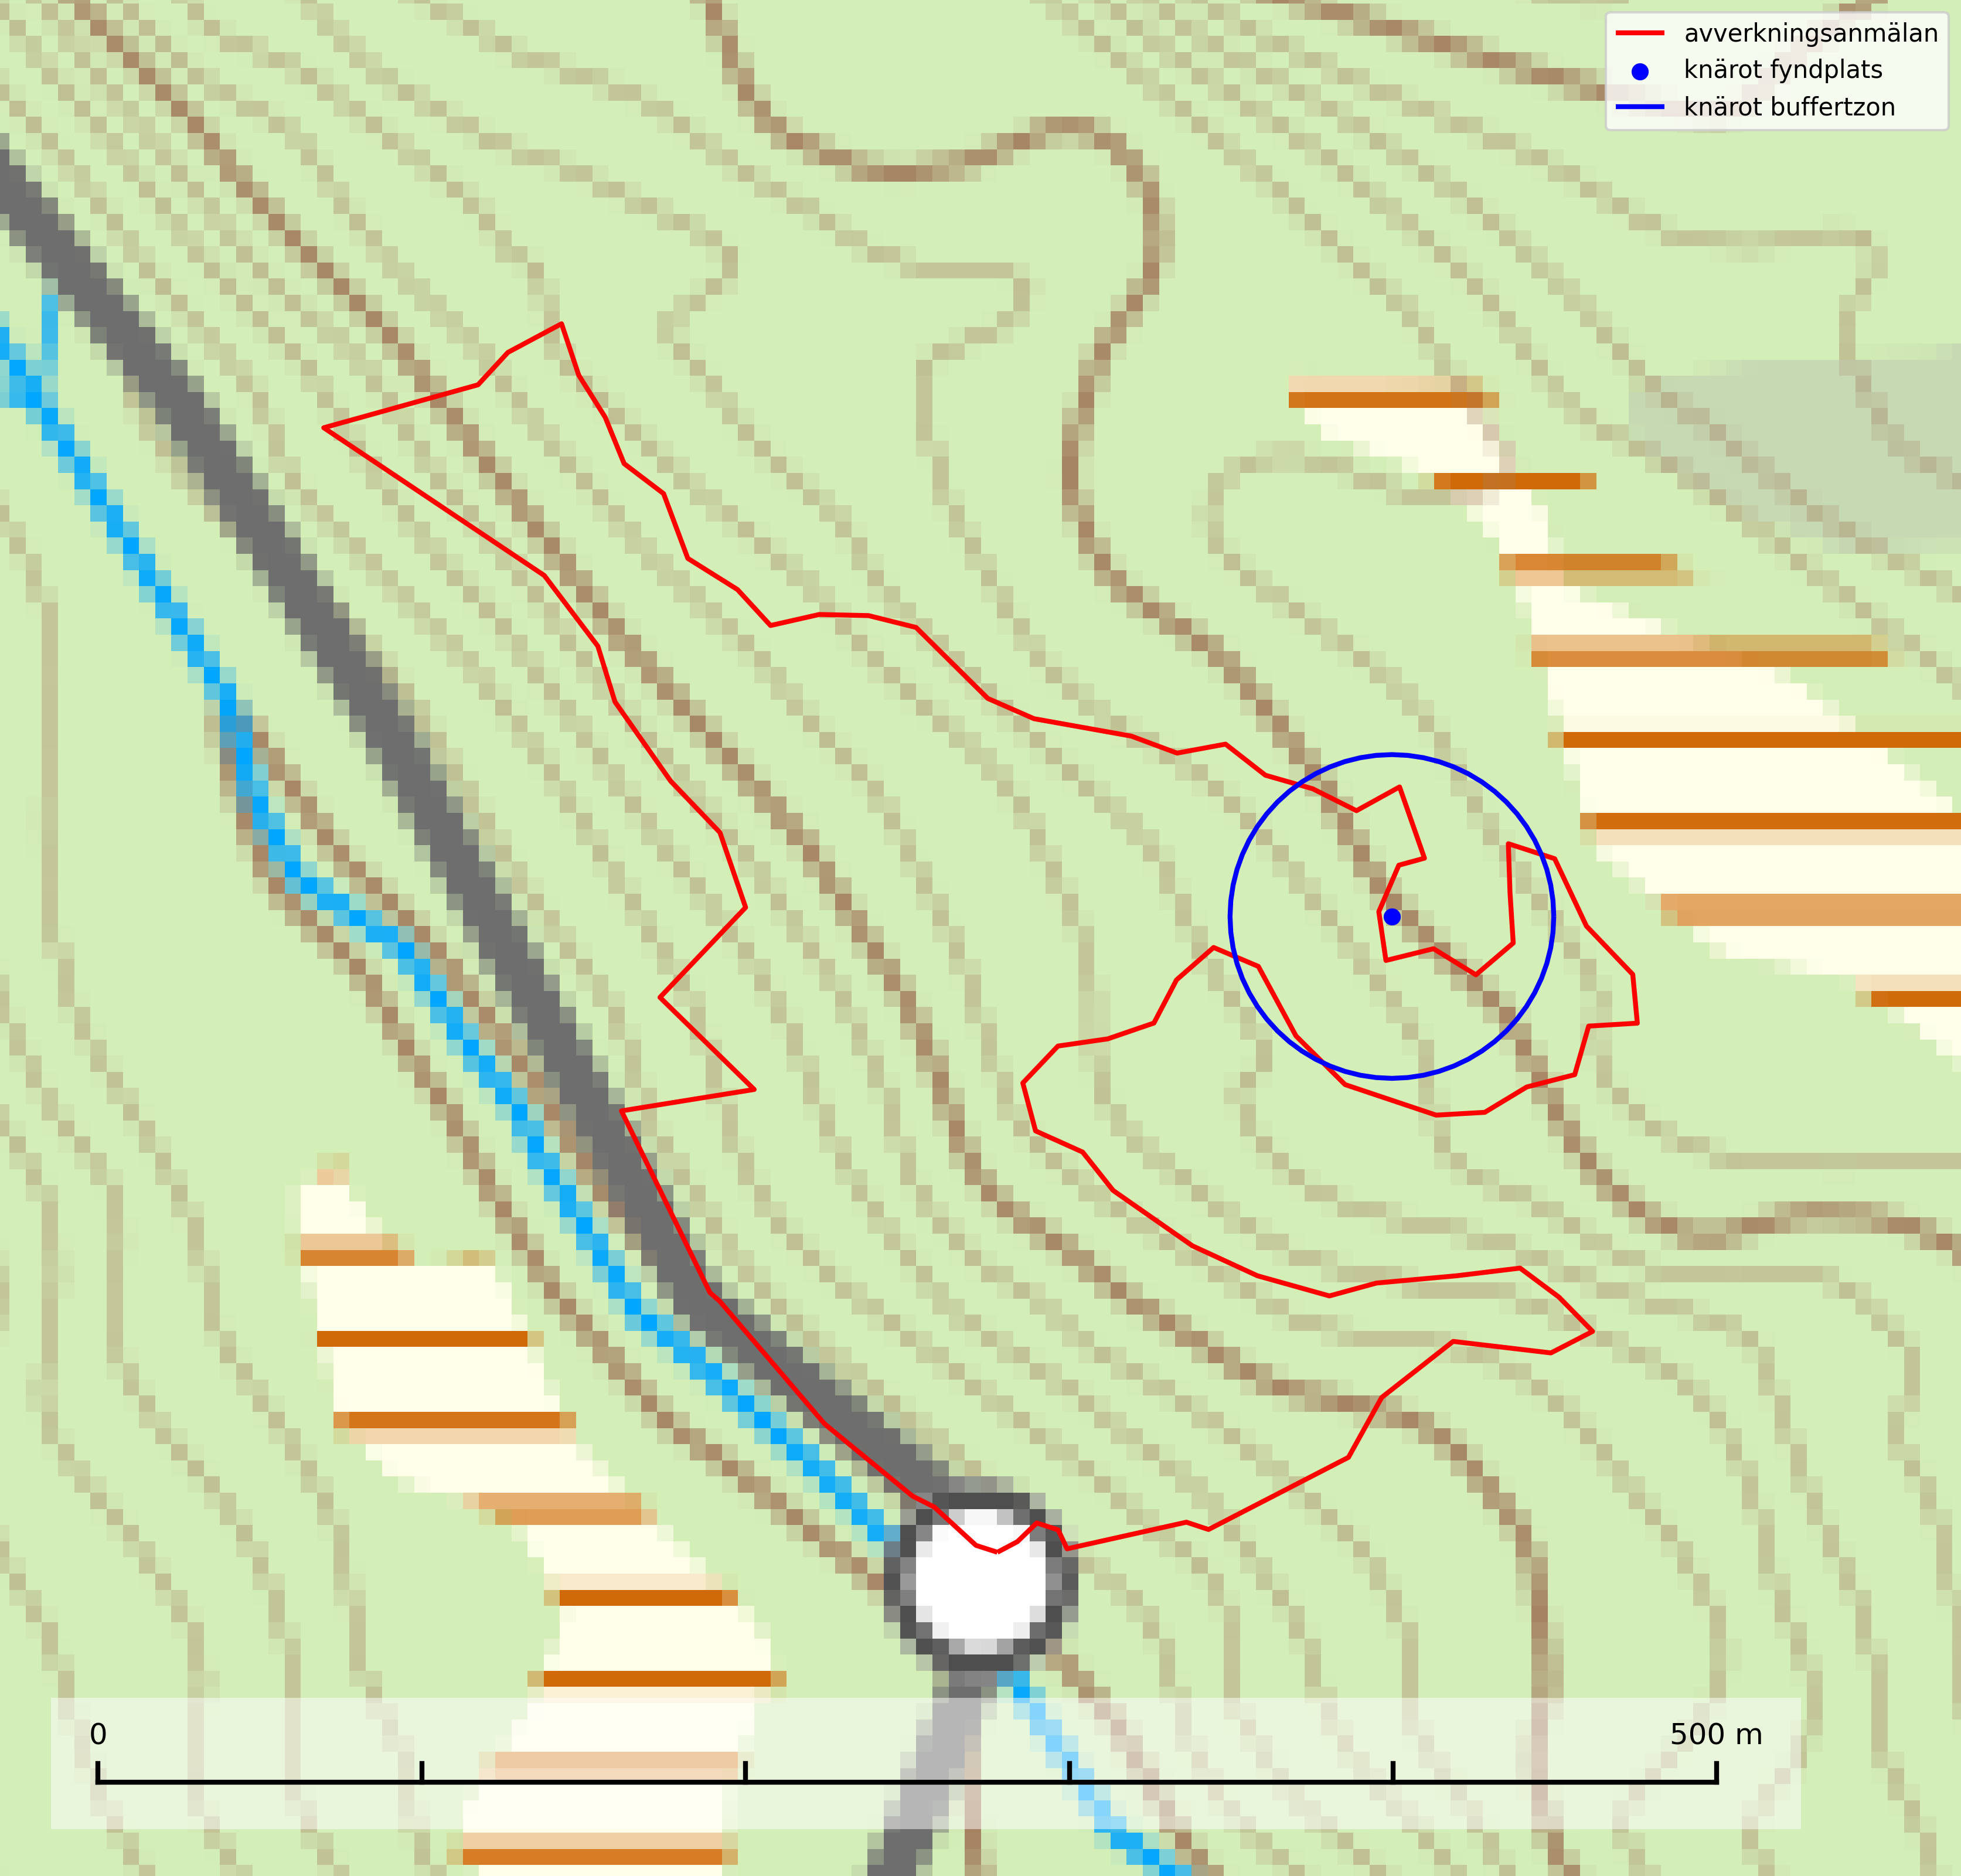 avverkningsanmälan
knärot fyndplats
knärot buffertzon
0
500 m